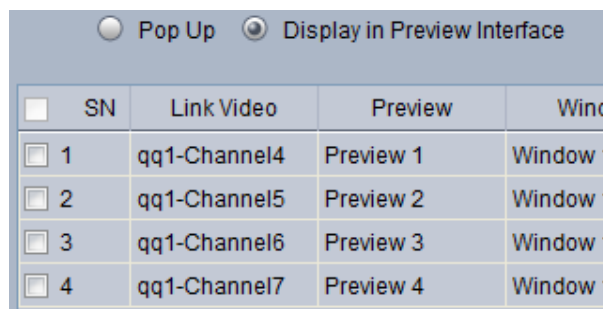 Pop Up Display in Preview Interface
SN Link Video Preview
1 qq1-Channel4 Preview 1 Window
2 qq1-Channel5 Preview 2 Window
3 qq1-Channel6 Preview 3 Window
4 qq1-Channel7 Preview 4 Window